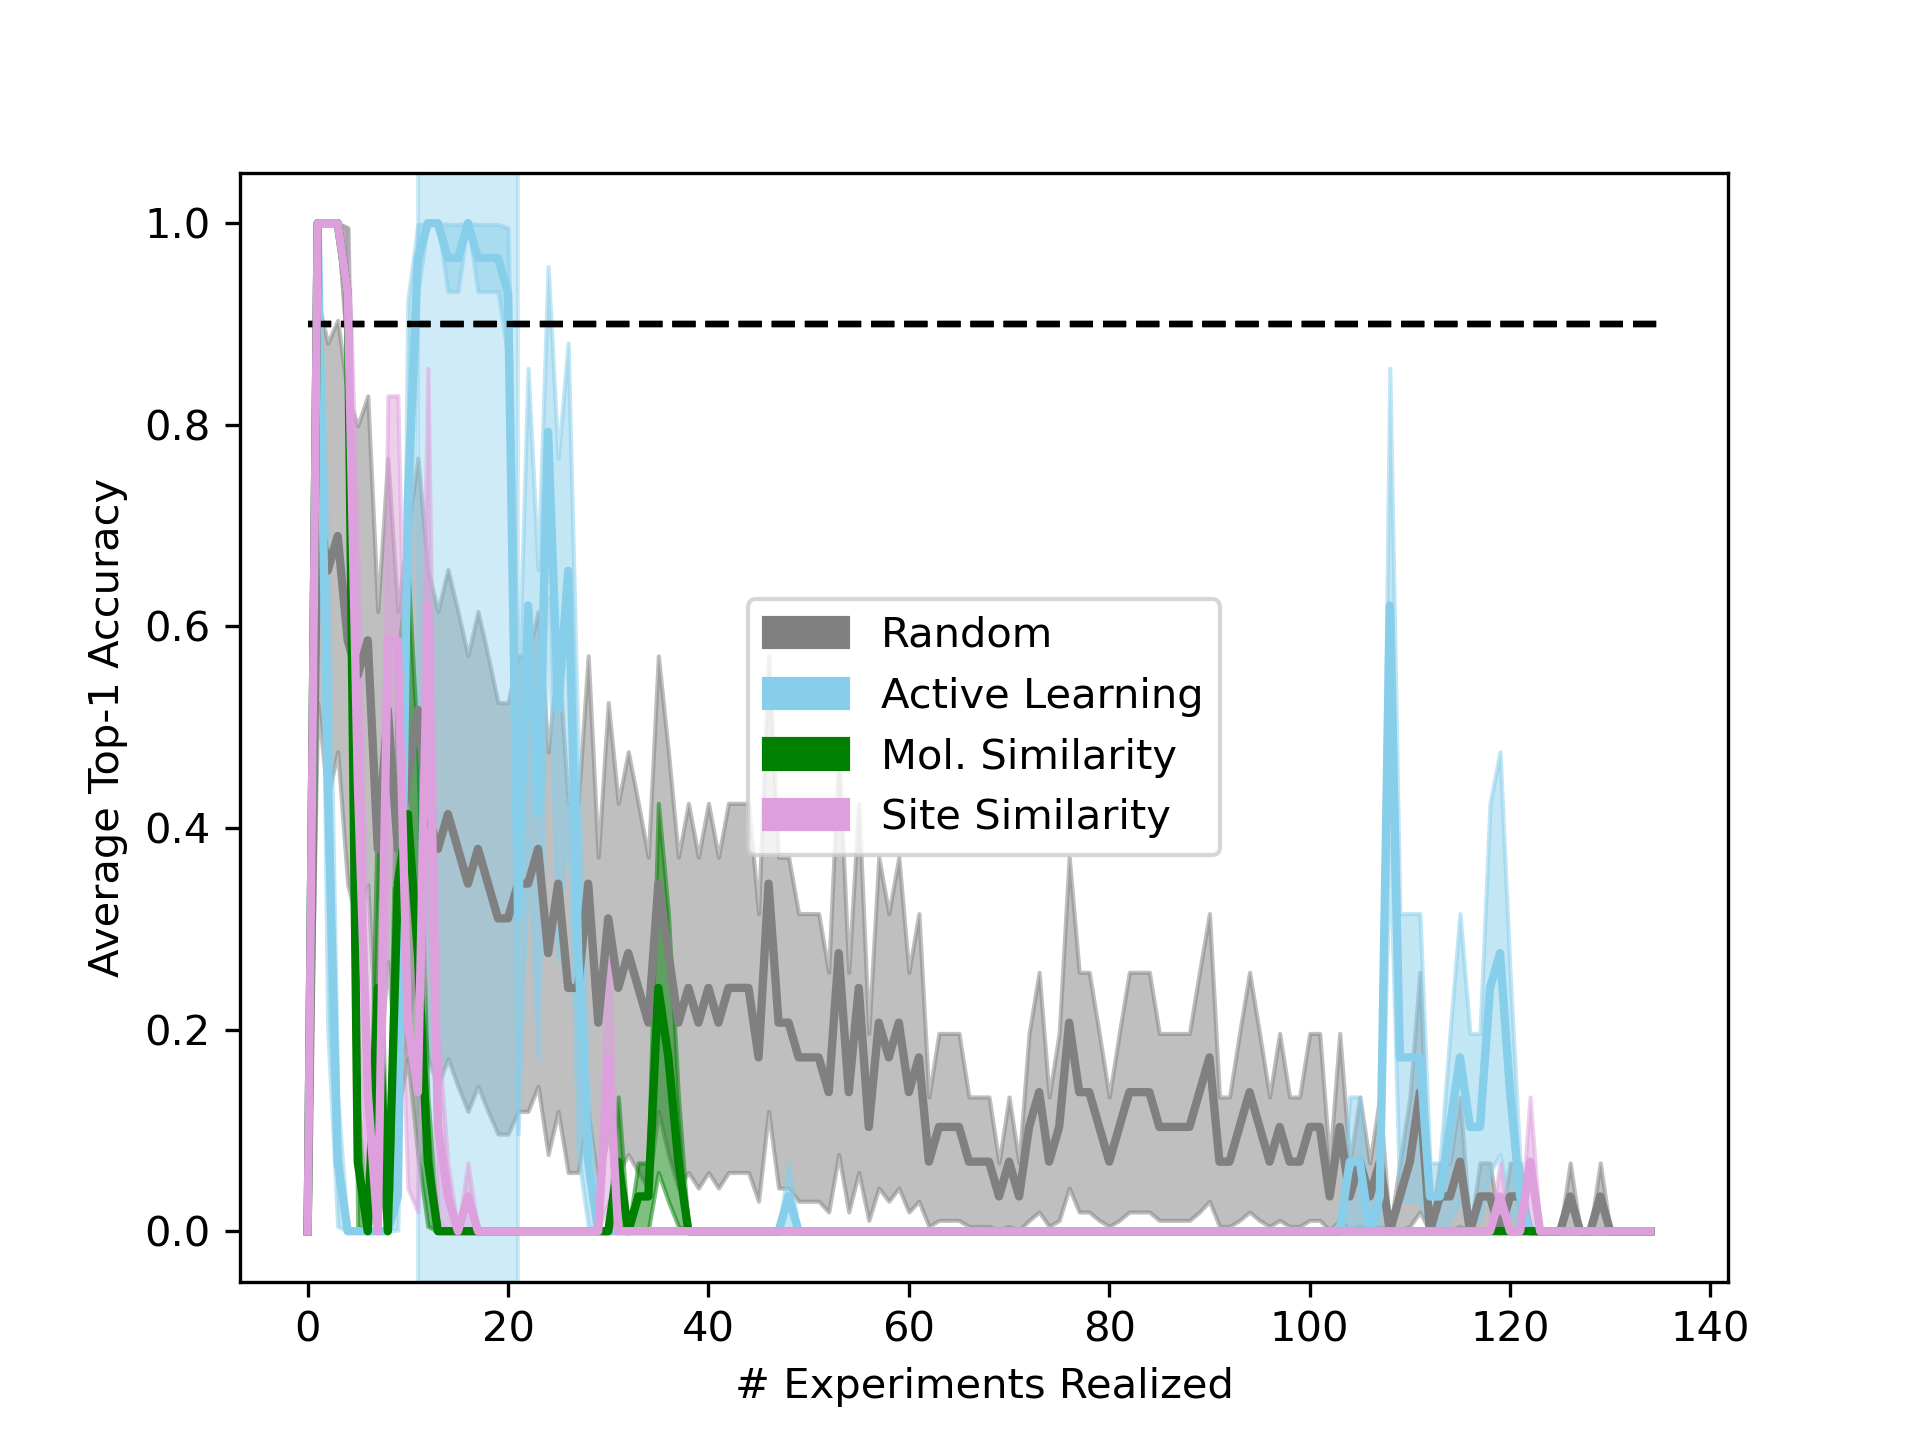 1.0
0.8
0.6
0.4
0.2
0.0
Average Top-1 Accuracy
Random
Active Learning
Mol. Similarity
Site Similarity
0 20 40 60 80 100 120 140
# Experiments Realized